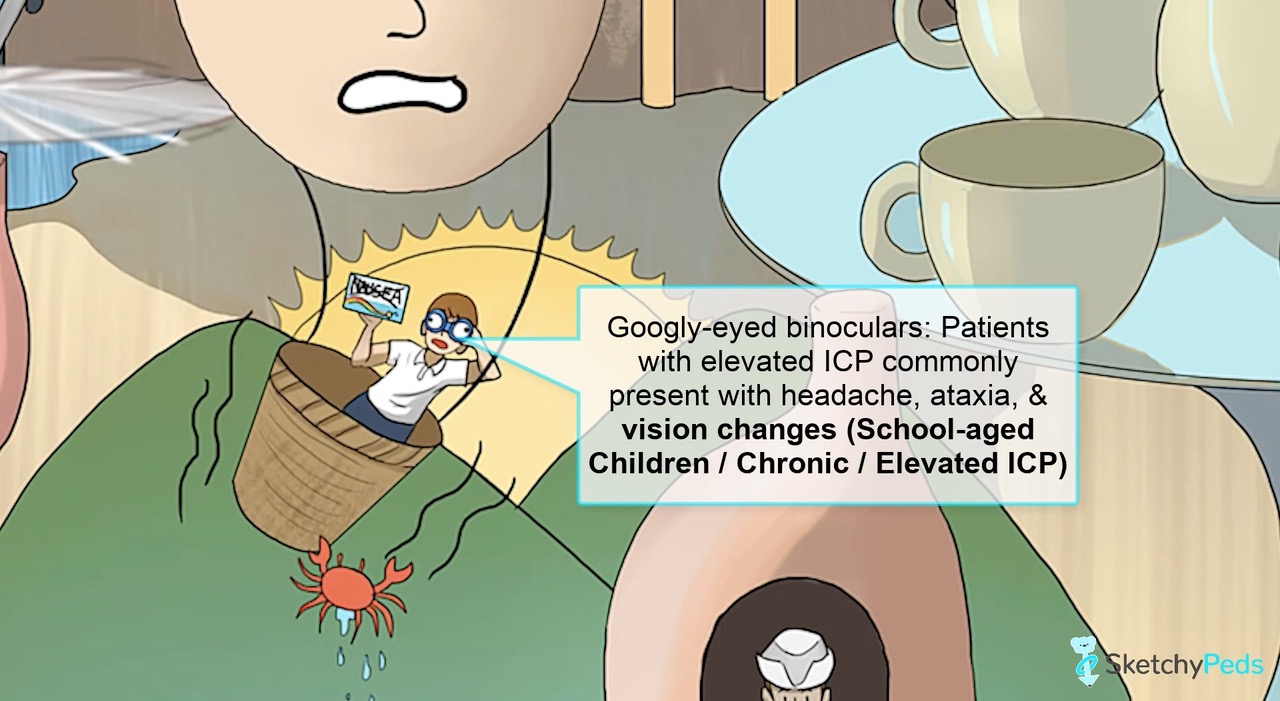 NAUSEA
Googly-eyed binoculars: Patients
with elevated ICP commonly
present with headache, ataxia, &
vision changes (School-aged
Children / Chronic / Elevated ICP)
SketchyPeds